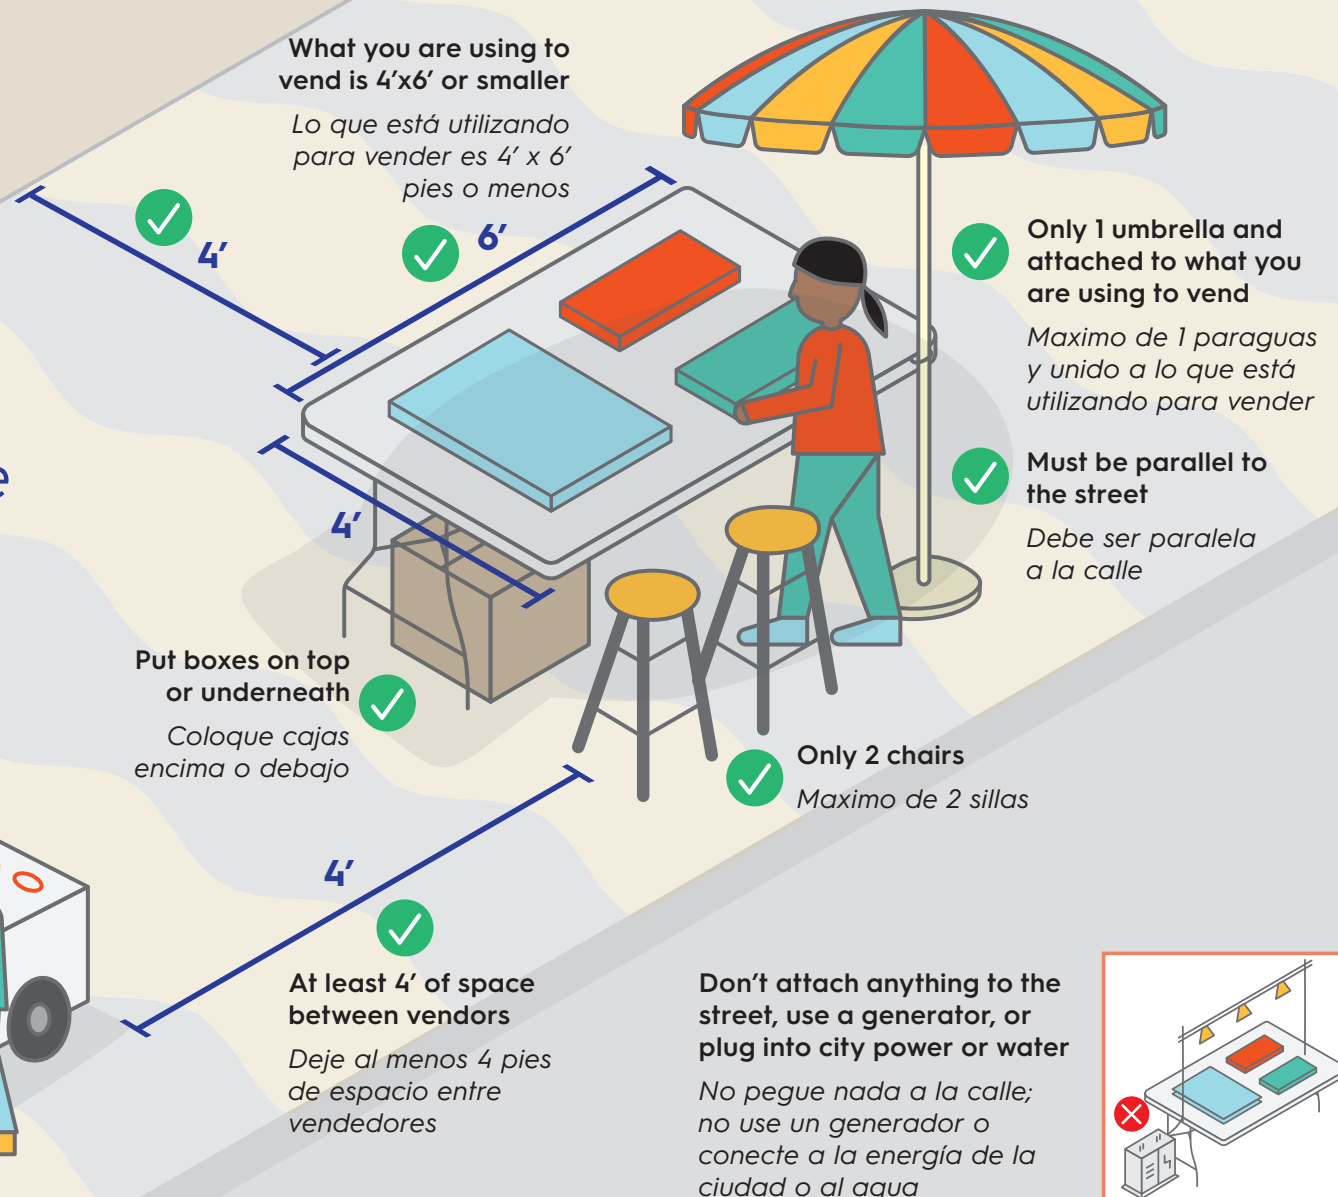 What you are using to
vend is 4’x6’ or smaller
Lo que está utilizando
para vender es 4’ x 6’
pies o menos
4’
6’
Only 1 umbrella and
attached to what you
are using to vend
Maximo de 1 paraguas
y unido a lo que está
utilizando para vender
Must be parallel to
the street
Debe ser paralela
a la calle
e
4’
Put boxes on top
or underneath
Coloque cajas
encima o debajo
Only 2 chairs
Maximo de 2 sillas
4’
At least 4’ of space
between vendors
Deje al menos 4 pies
de espacio entre
vendedores
Don’t attach anything to the
street, use a generator, or
plug into city power or water
No pegue nada a la calle;
no use un generador o
conecte a la energía de la
ciudad o al agua